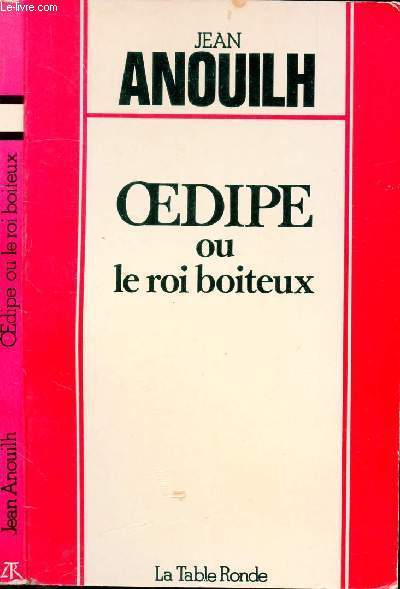 Le-livre.com
JEAN
ANOUILH
ŒDIPE
ou
le roi boiteux
La Table Ronde
Jean Anouilh Œdipe ou le roi boiteux
LTR